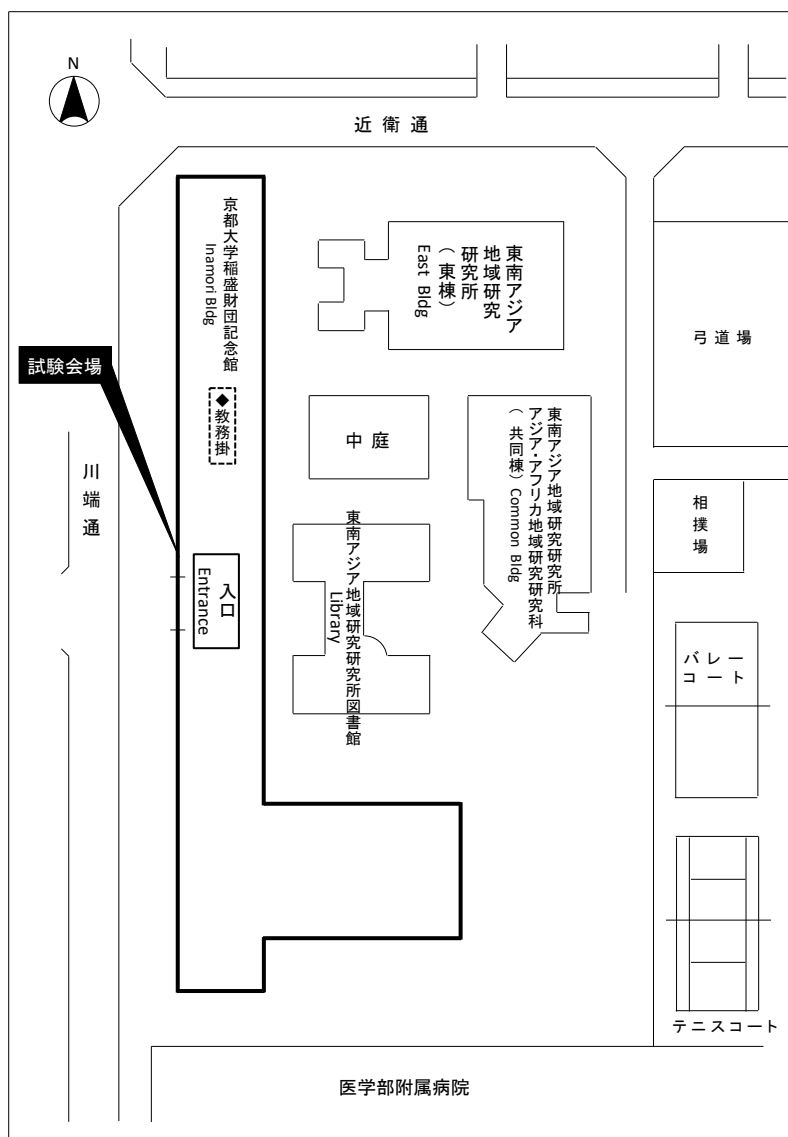 N
近衛通
京都大学稲盛財団記念館
Inamori Bldg
東南アジア
地域研究
研究所
(東棟)
East Bldg
弓道場
試験会場
◆教務掛
中庭
東南アジア地域研究研究所
アジア・アフリカ地域研究研究科
(共同棟) Common Bldg
川端通
相撲場
入口
Entrance
東南アジア地域研究研究所図書館
Library
バレー
コート
テニスコート
医学部附属病院